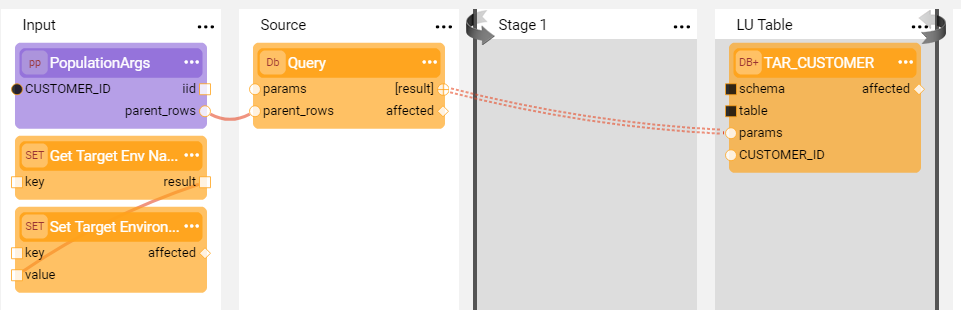 Input
Source
Stage 1
LU Table
pp PopulationArgs
CUSTOMER_ID iid
parent_rows
SET Get Target Env Na...
key result
SET Set Target Environ...
key affected
value
Db Query
params [result]
parent_rows affected
DB+ TAR_CUSTOMER
schema affected
table
params
CUSTOMER_ID